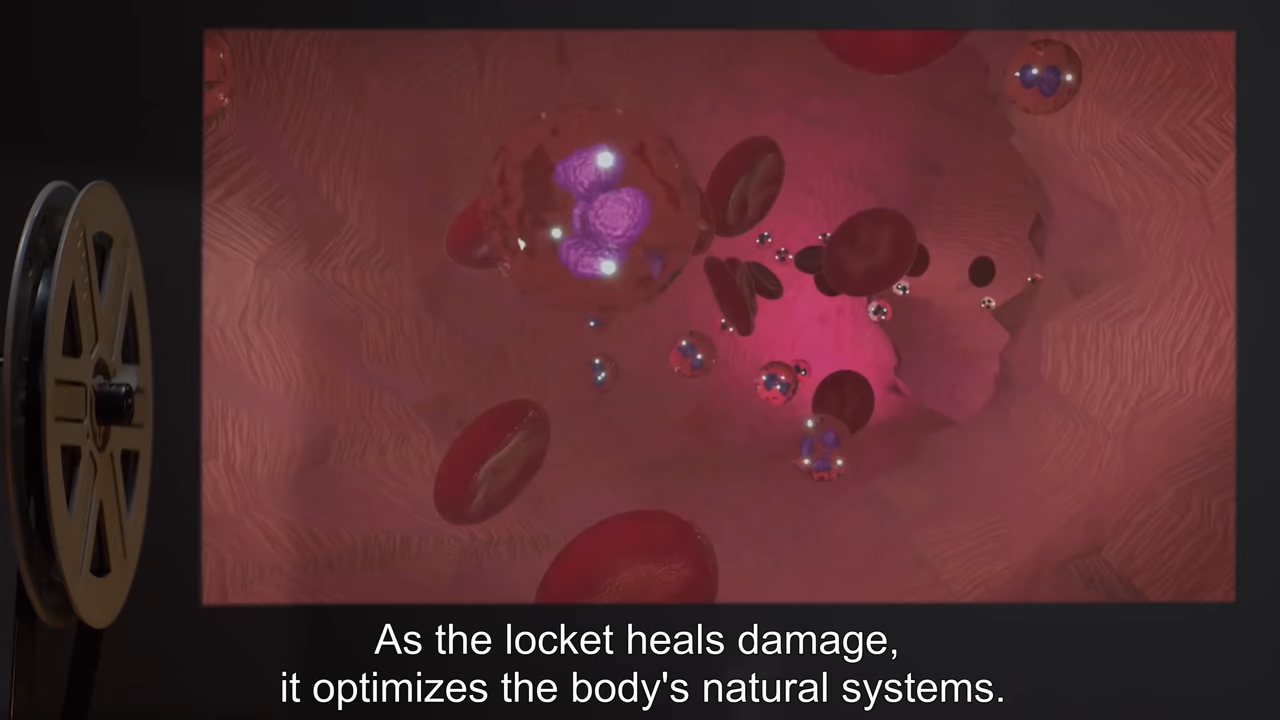 As the locket heals damage,
it optimizes the body's natural systems.